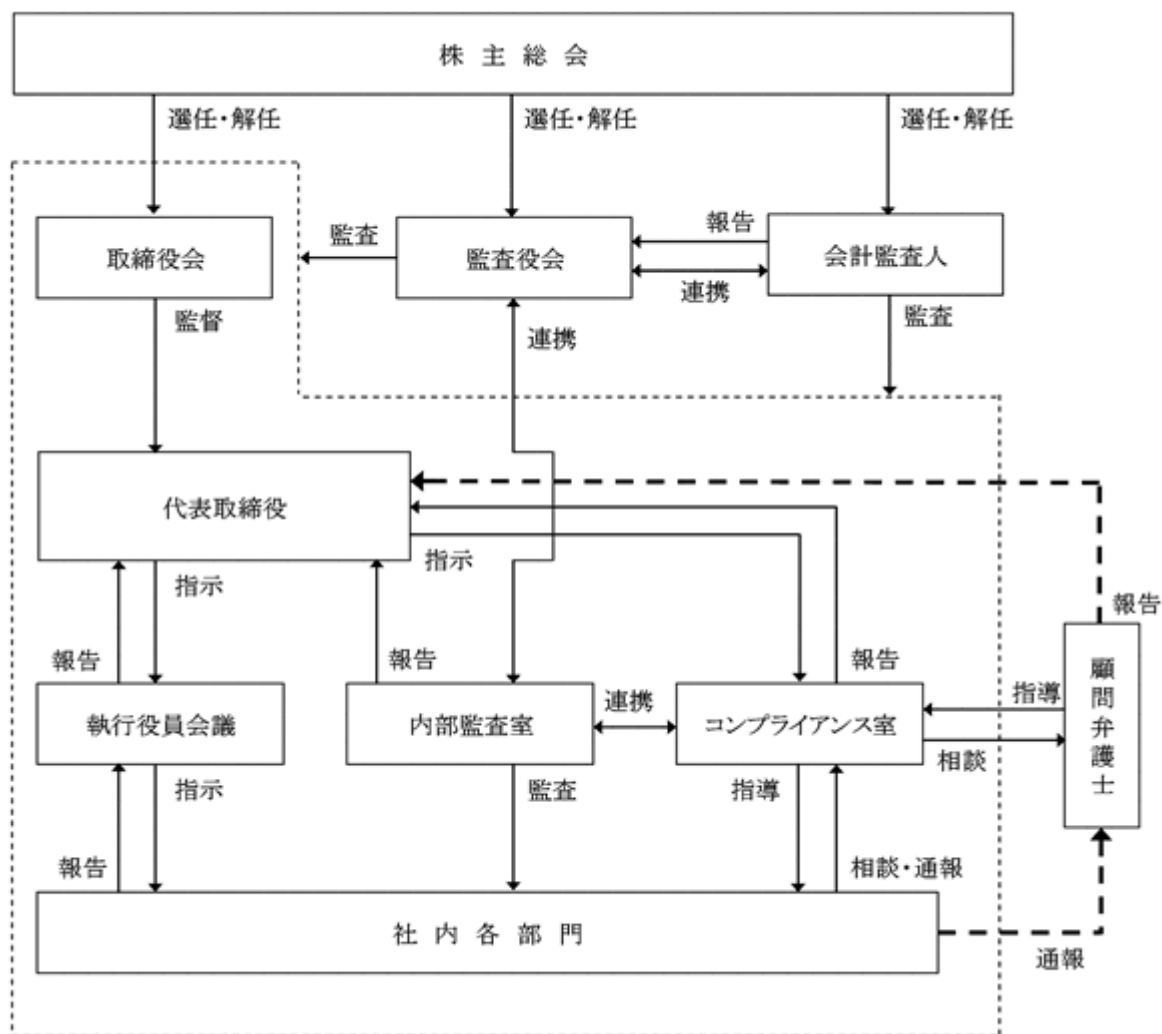 株主総会
選任・解任
選任・解任
選任・解任
取締役会
監査
監査役会
報告
連携
会計監査人
監督
連携
監査
代表取締役
指示
指示
報告
報告
報告
報告
執行役員会議
内部監査室
連携
コンプライアンス室
指導
相談
顧問弁護士
指示
監査
指導
報告
相談・通報
社内各部門
通報